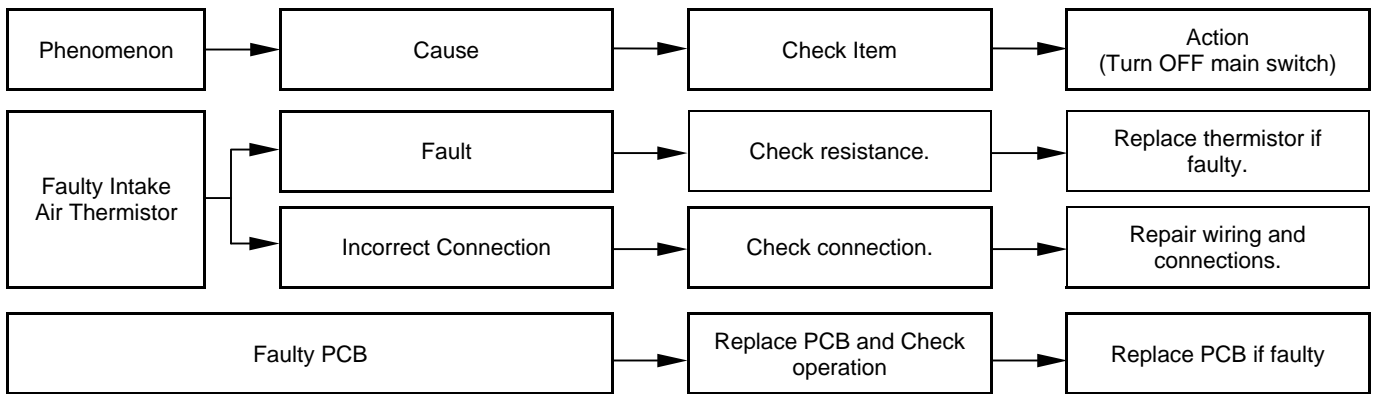 Phenomenon
Cause
Check Item
Action
(Turn OFF main switch)
Faulty Intake
Air Thermistor
Fault
Check resistance.
Replace thermistor if
faulty.
Incorrect Connection
Check connection.
Repair wiring and
connections.
Faulty PCB
Replace PCB and Check
operation
Replace PCB if faulty